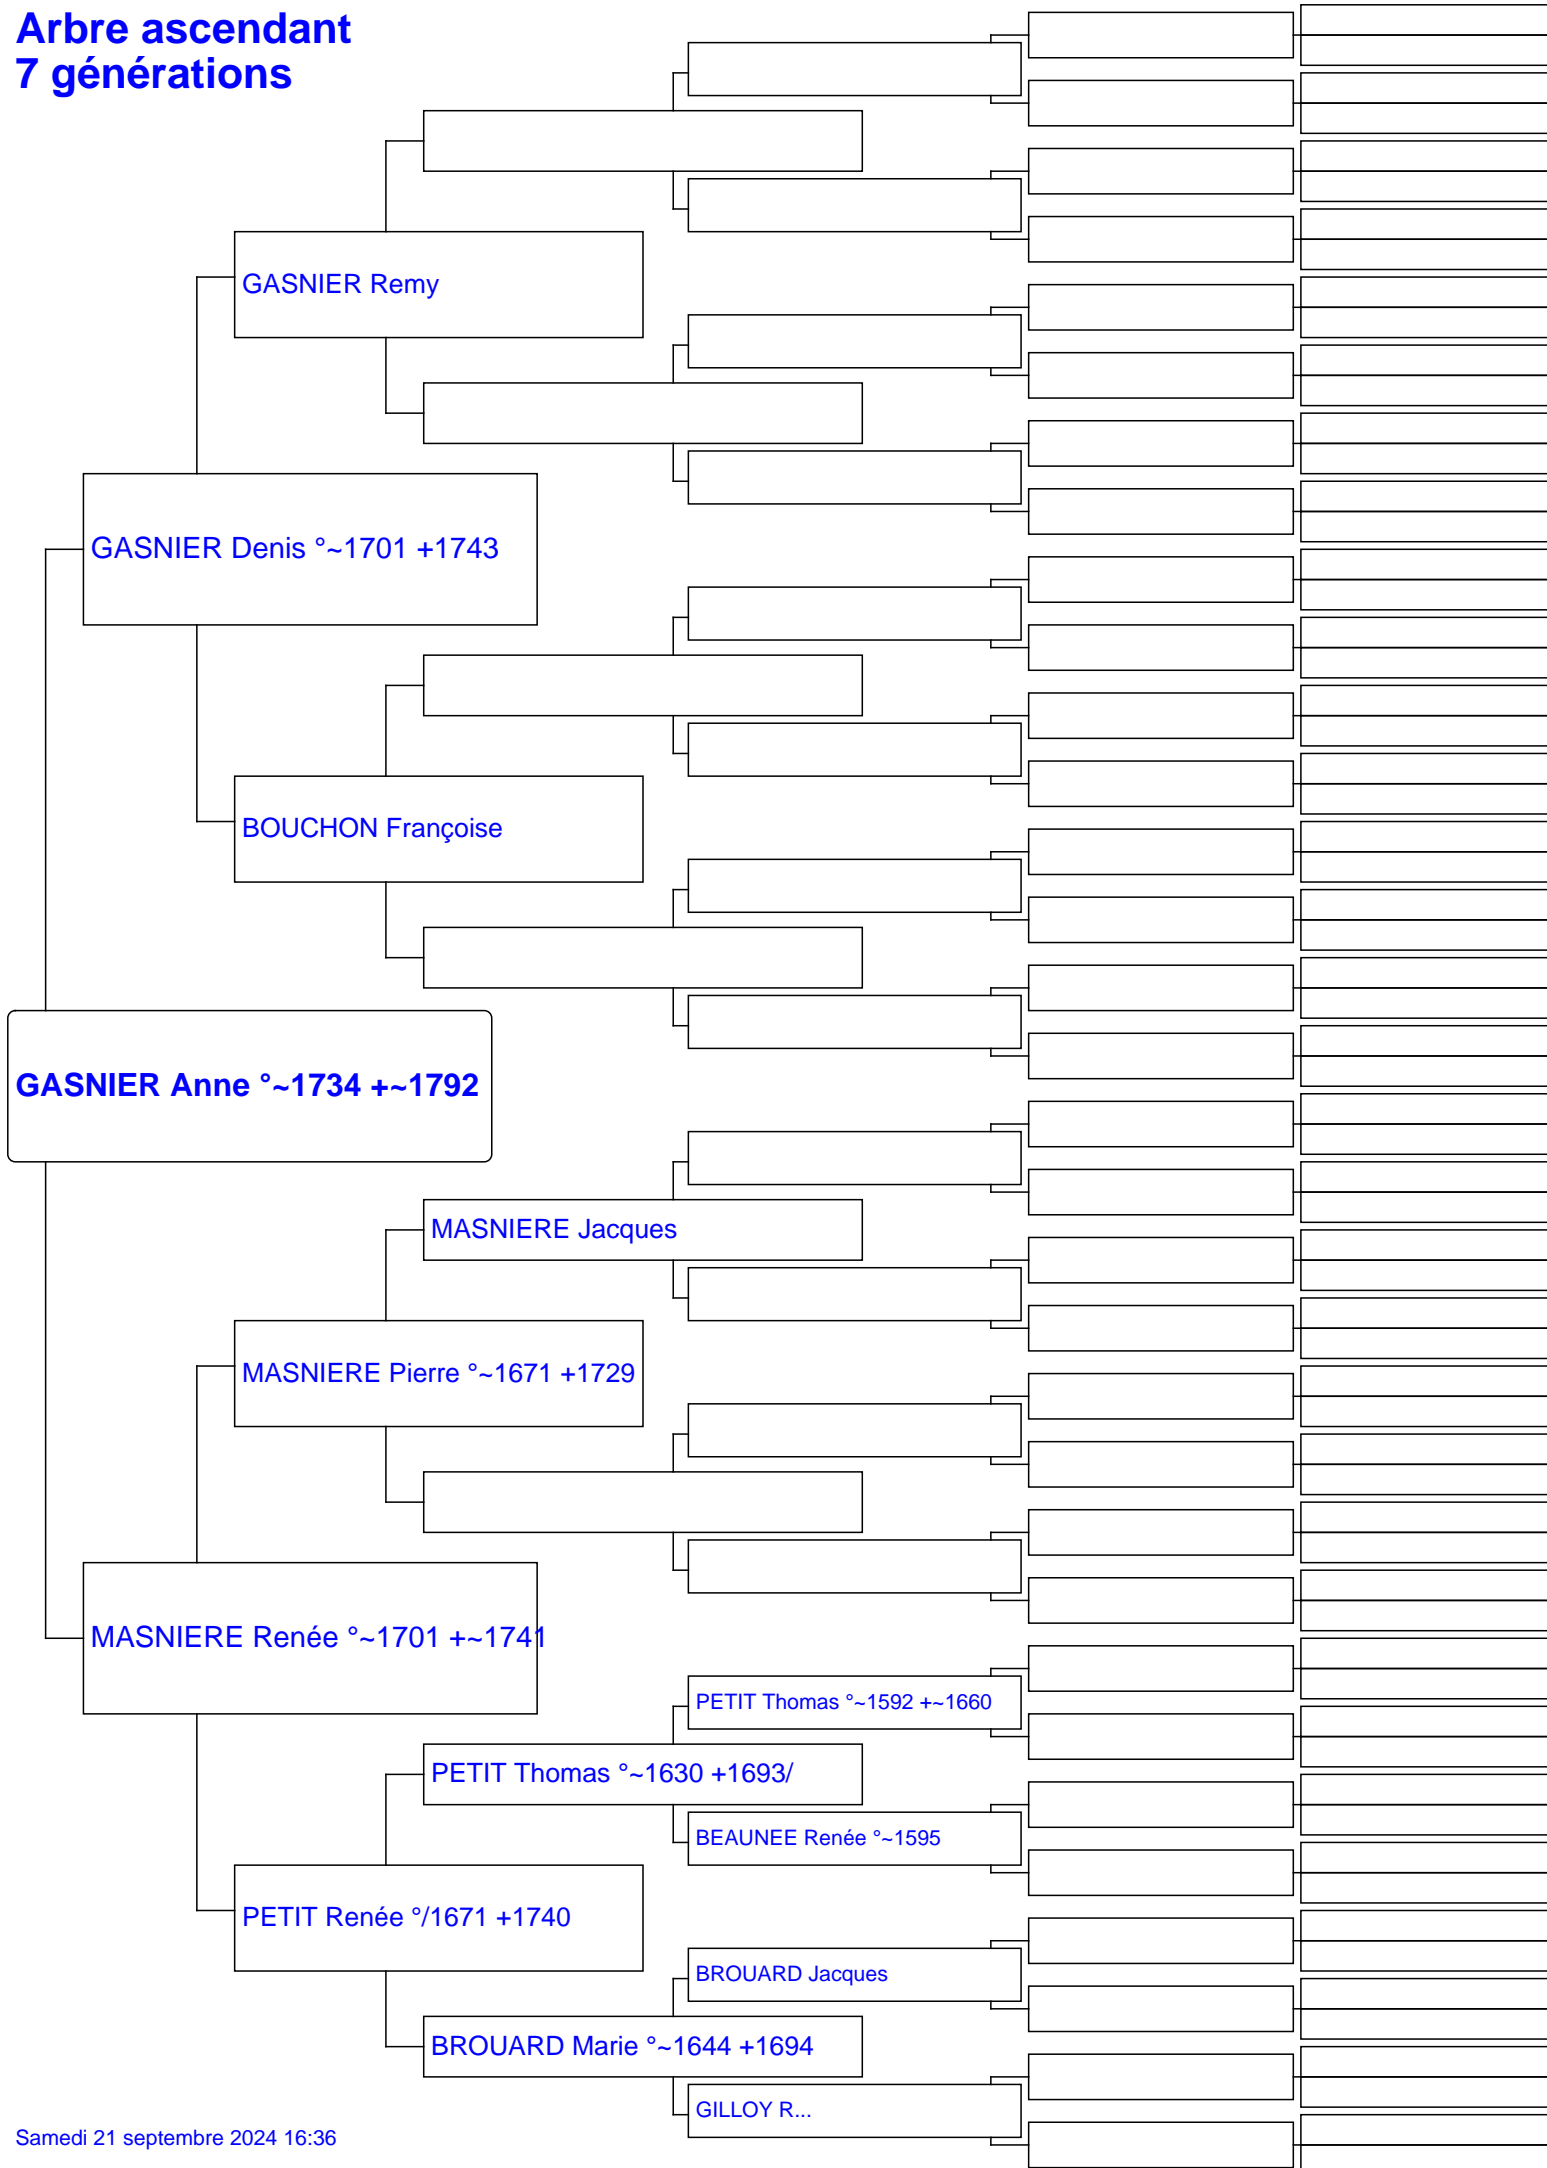 Arbre ascendant
7 générations
GASNIER Remy
GASNIER Denis °~1701 +1743
BOUCHON Françoise
GASNIER Anne °~1734 +~1792
MASNIERE Jacques
MASNIERE Pierre °~1671 +1729
MASNIERE Renée °~1701 +~1741
PETIT Thomas °~1592 +~1660
PETIT Thomas °~1630 +1693/
BEAUNEE Renée °~1595
PETIT Renée °/1671 +1740
BROUARD Jacques
BROUARD Marie °~1644 +1694
GILLOY R...
Samedi 21 septembre 2024 16:36